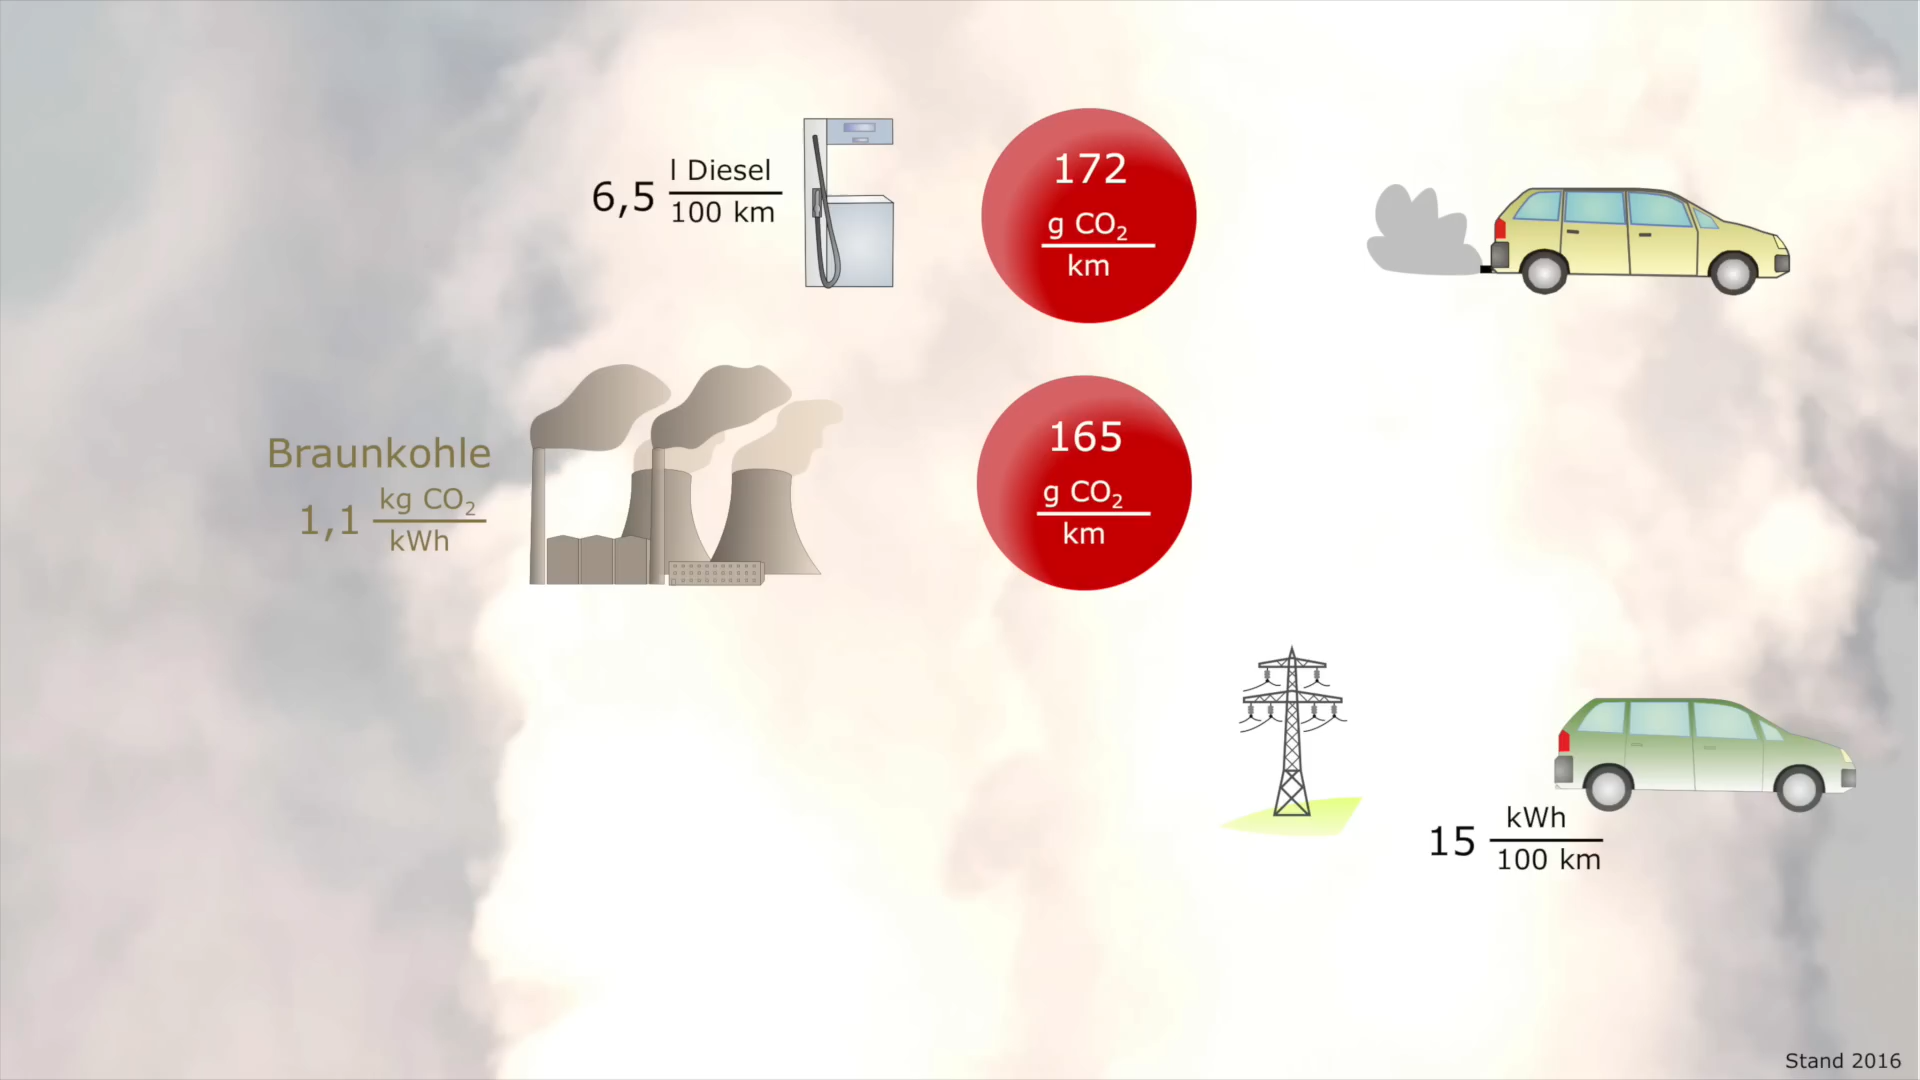 6,5 l Diesel
100 km
172
g CO₂
km
Braunkohle
1,1 kg CO₂
kWh
165
g CO₂
km
15 kWh
100 km
Stand 2016